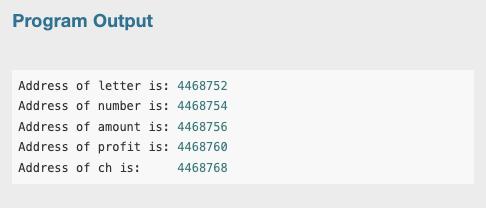 Program Output
Address of letter is: 4468752
Address of number is: 4468754
Address of amount is: 4468756
Address of profit is: 4468760
Address of ch is:     4468768